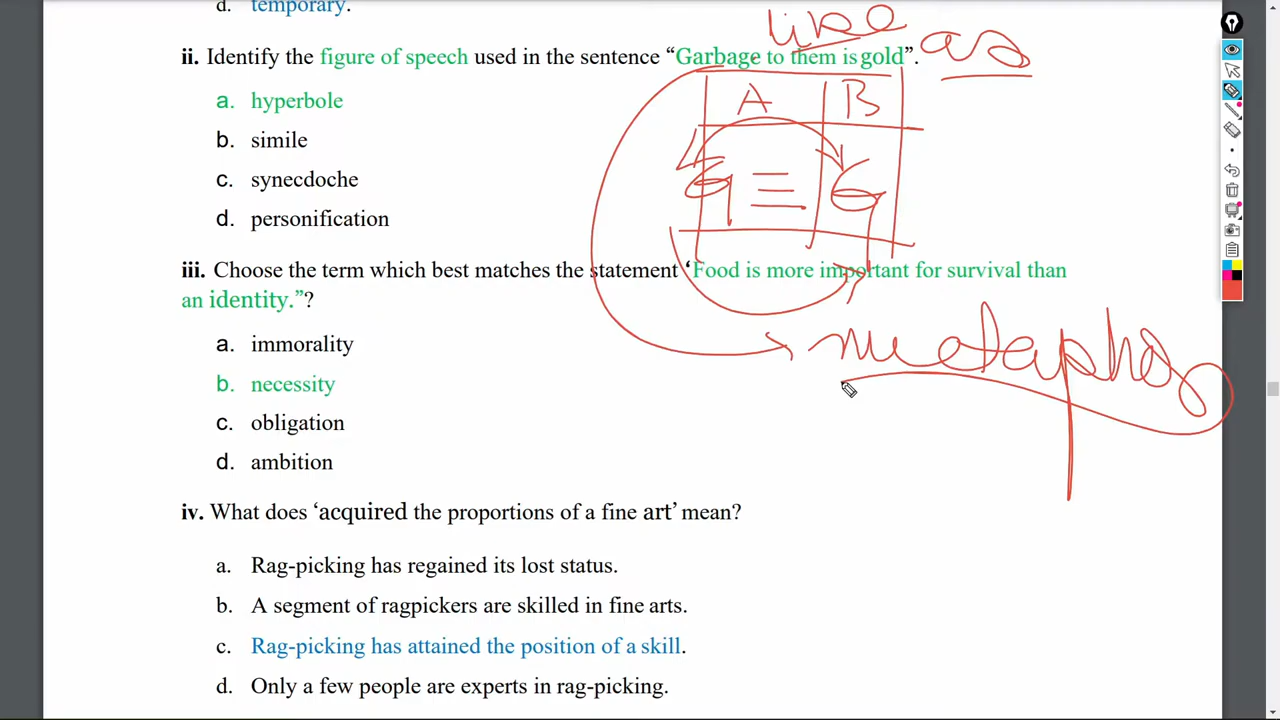 d. temporary.
like
ii. Identify the figure of speech used in the sentence “Garbage to them is gold”. as
a. hyperbole
A B
b. simile
c. synecdoche
G = G
d. personification
iii. Choose the term which best matches the statement ‘Food is more important for survival than
an identity.”?
a. immorality
metaphor
b. necessity
c. obligation
d. ambition
iv. What does ‘acquired the proportions of a fine art’ mean?
a. Rag-picking has regained its lost status.
b. A segment of ragpickers are skilled in fine arts.
c. Rag-picking has attained the position of a skill.
d. Only a few people are experts in rag-picking.